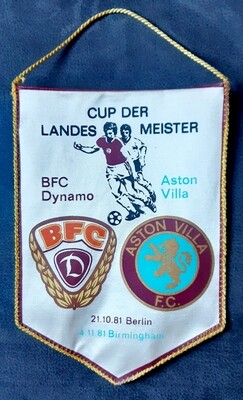 CUP DER
LANDES MEISTER
BFC
Dynamo
Aston
Villa
BFC
D
ASTON VILLA
F.C.
21.10.81 Berlin
4.11.81 Birmingham